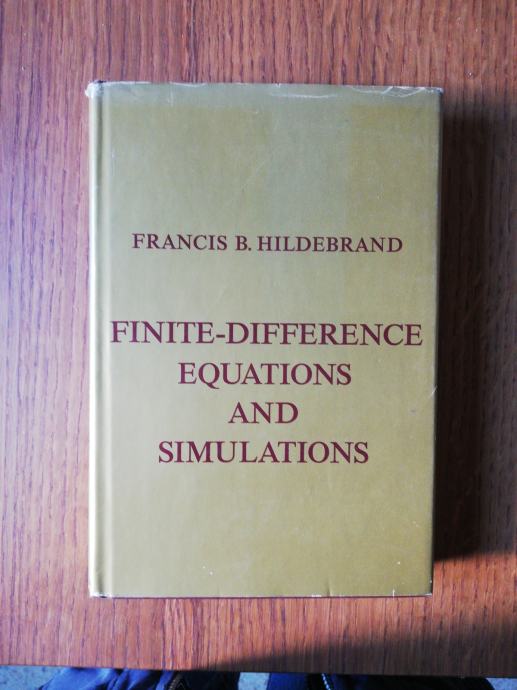 FRANCIS B. HILDEBRAND
FINITE-DIFFERENCE
EQUATIONS
AND
SIMULATIONS